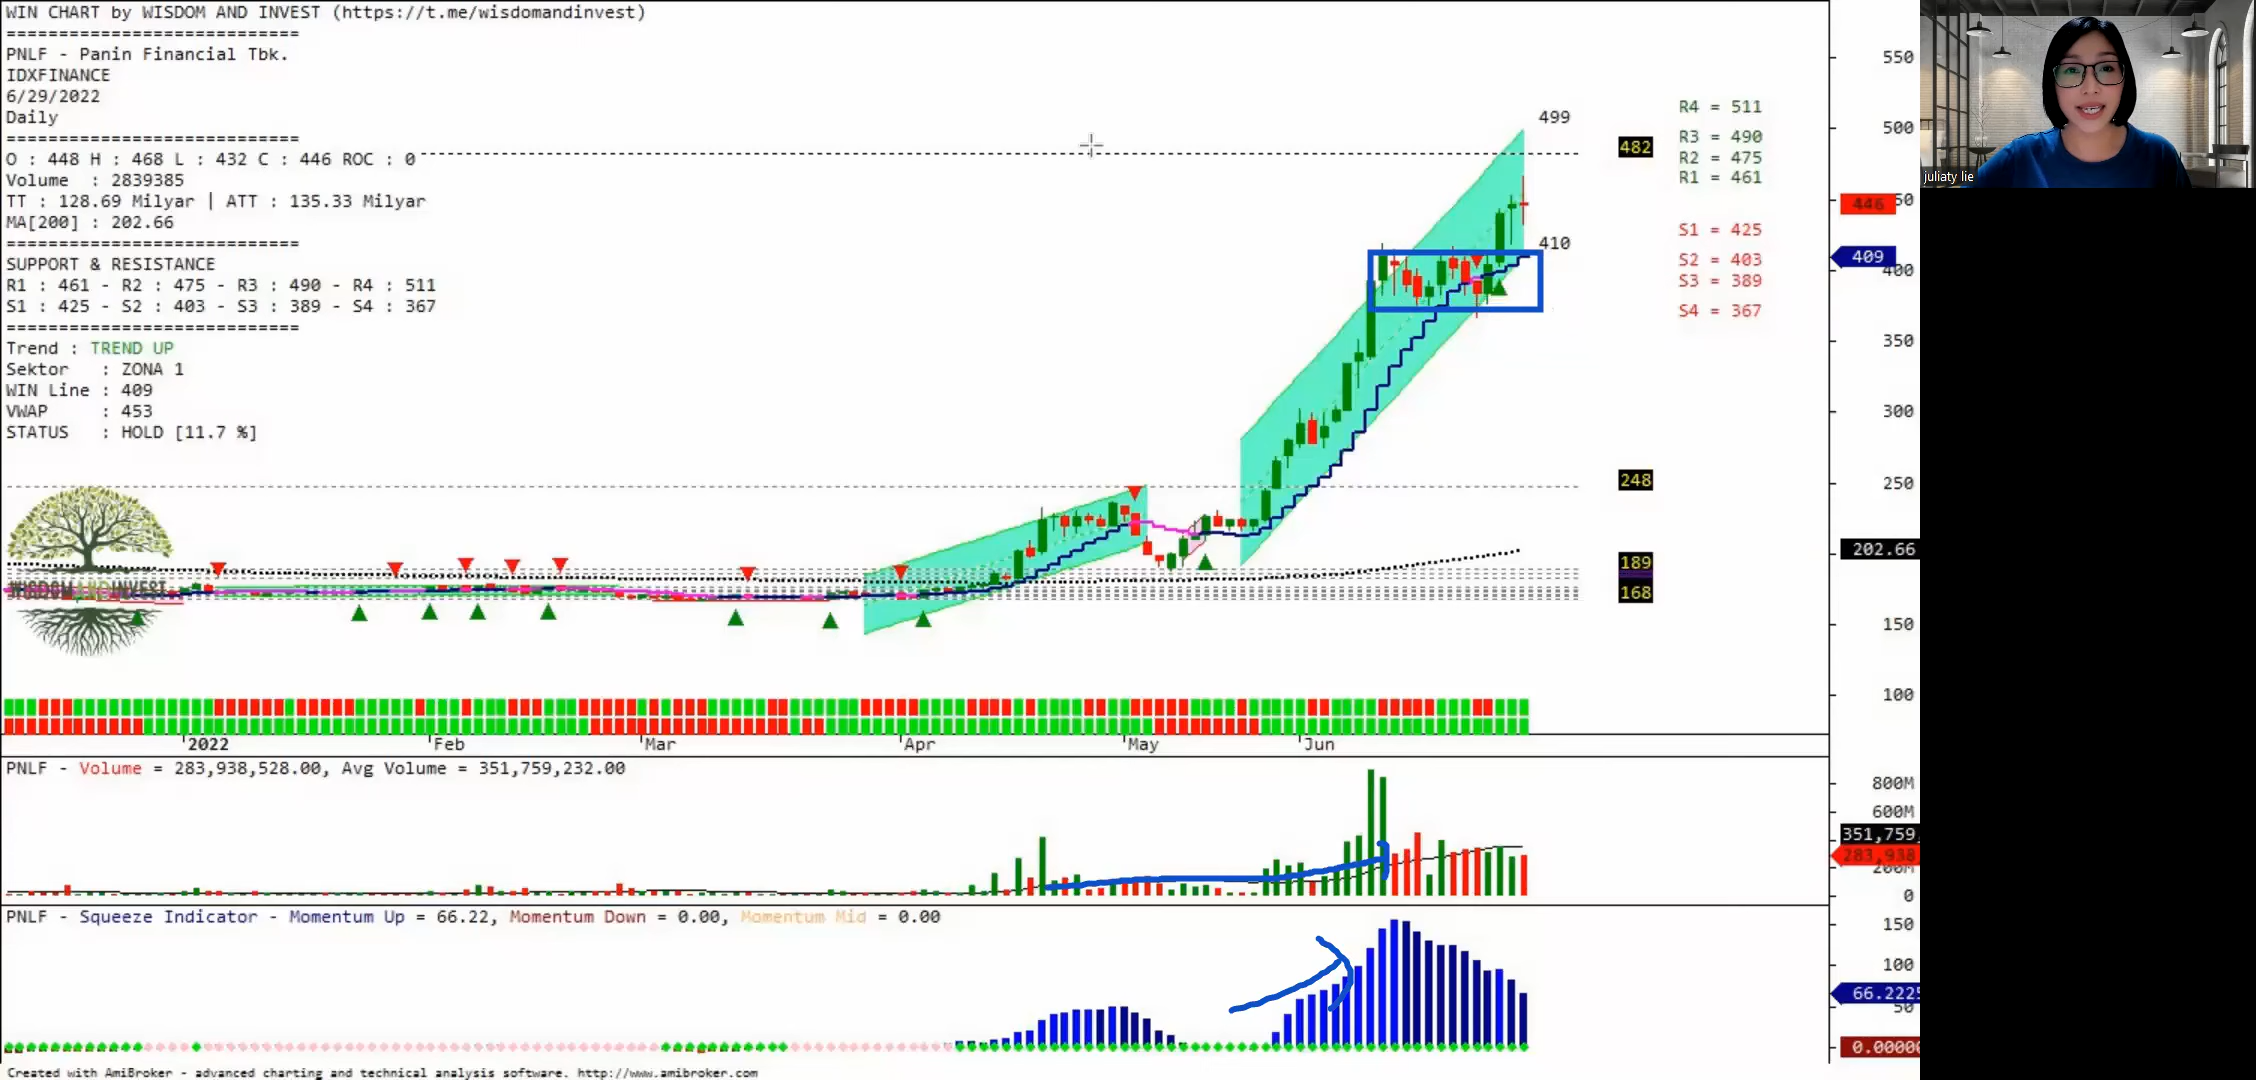 WIN CHART by WISDOM AND INVEST (https://t.me/wisdomandinvest)
============================
PNLF - Panin Financial Tbk.
IDXFINANCE
6/29/2022
Daily
============================
O : 448 H : 468 L : 432 C : 446 ROC : 0
Volume : 2839385
TT : 128.69 Milyar | ATT : 135.33 Milyar
MA[200] : 202.66
============================
SUPPORT & RESISTANCE
R1 : 461 - R2 : 475 - R3 : 490 - R4 : 511
S1 : 425 - S2 : 403 - S3 : 389 - S4 : 367
============================
Trend : TREND UP
Sektor : ZONA 1
WIN Line : 409
VWAP : 453
STATUS : HOLD [11.7 %]
WISDOMANDINVEST
499
410
482
248
189
168
R4 = 511
R3 = 490
R2 = 475
R1 = 461
S1 = 425
S2 = 403
S3 = 389
S4 = 367
550
500
446
409
400
350
300
250
202.66
150
100
juliaty lie
2022 Feb Mar Apr May Jun
PNLF - Volume = 283,938,528.00, Avg Volume = 351,759,232.00
800M
600M
351,759
283,938
200M
0
PNLF - Squeeze Indicator - Momentum Up = 66.22, Momentum Down = 0.00, Momentum Mid = 0.00
150
100
66.2225
50
0.00000
Created with AmiBroker - advanced charting and technical analysis software. http://www.amibroker.com